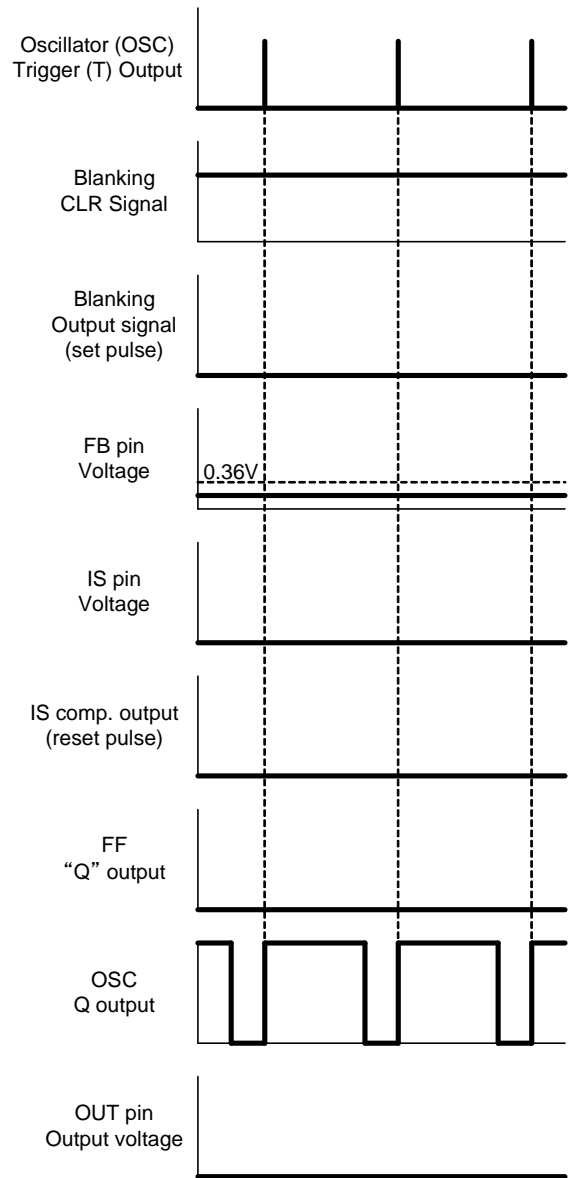 Oscillator (OSC)
Trigger (T) Output
Blanking
CLR Signal
Blanking
Output signal
(set pulse)
FB pin
Voltage
0.36V
IS pin
Voltage
IS comp. output
(reset pulse)
FF
“Q” output
OSC
Q output
OUT pin
Output voltage